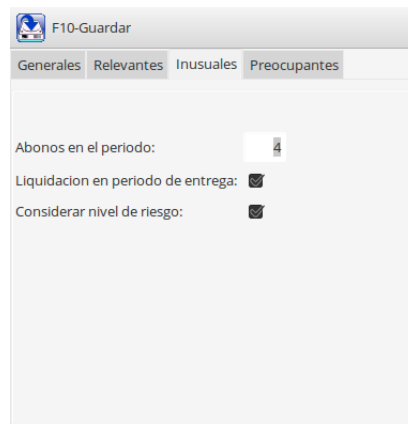 F10-Guardar
Generales Relevantes Inusuales Preocupantes
Abonos en el periodo: 4
Liquidacion en periodo de entrega:
Considerar nivel de riesgo: